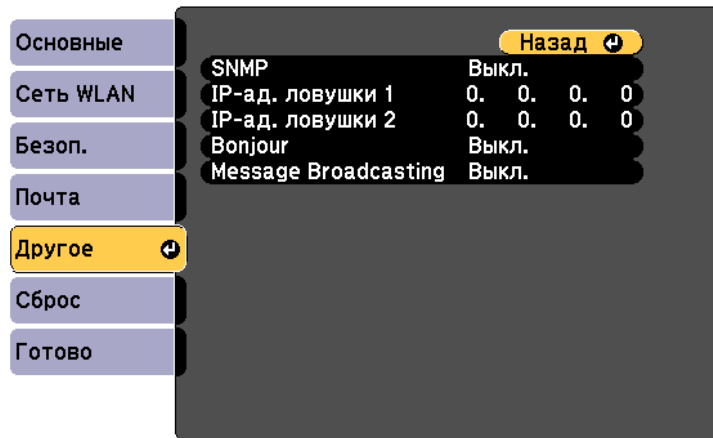 Основные
Сеть WLAN
Безоп.
Почта
Другое
Сброс
Готово
Назад
SNMP Выкл.
IP-ад. ловушки 1 0. 0. 0. 0
IP-ад. ловушки 2 0. 0. 0. 0
Bonjour Выкл.
Message Broadcasting Выкл.